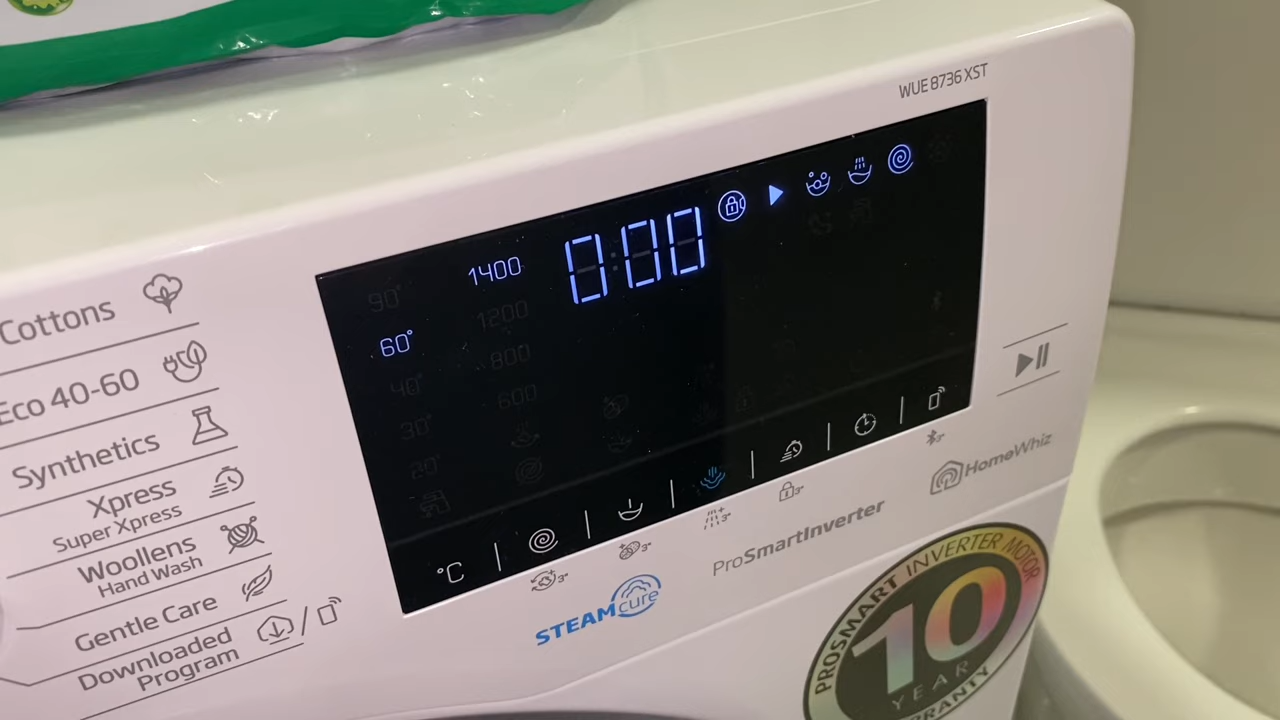 WUE 8736 XST
0:00
90°
1400
60°
1200
40°
800
30°
600
20°
°C
3"
3"
3"
3"
3"
Cottons
Eco 40-60
Synthetics
Xpress
Super Xpress
Woollens
Hand Wash
Gentle Care
Downloaded
Program
/
STEAMcure
ProSmartInverter
HomeWhiz
PROSMART INVERTER MOTOR
10
YEAR
WARRANTY